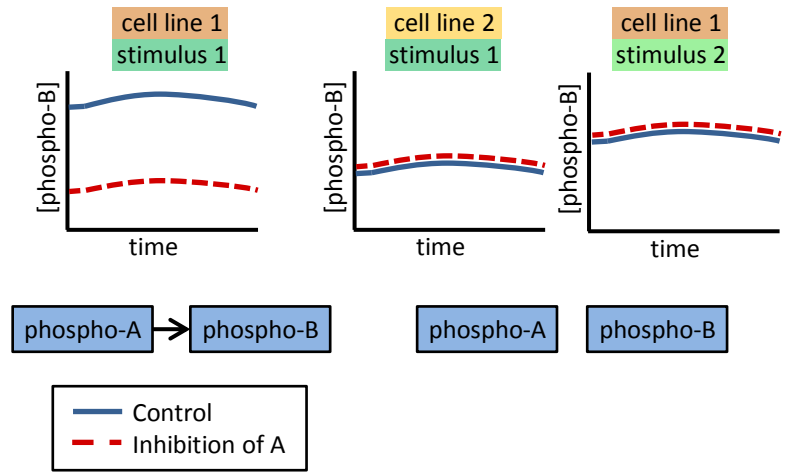 cell line 1
stimulus 1
cell line 2
stimulus 1
cell line 1
stimulus 2
[phospho-B]
time
[phospho-B]
time
[phospho-B]
time
phospho-A
phospho-B
phospho-A
phospho-B
Control
Inhibition of A